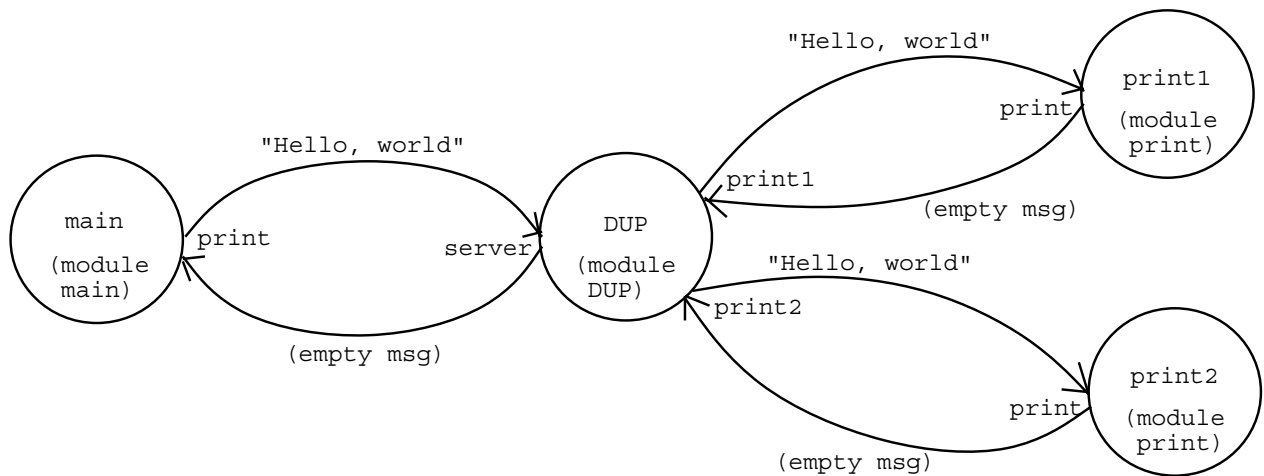 "Hello, world"
print1
print
(module
print)
"Hello, world"
print1
(empty msg)
main
print
server
DUP
(module
main)
(module
DUP)
"Hello, world"
print2
(empty msg)
print2
print
(module
print)
(empty msg)